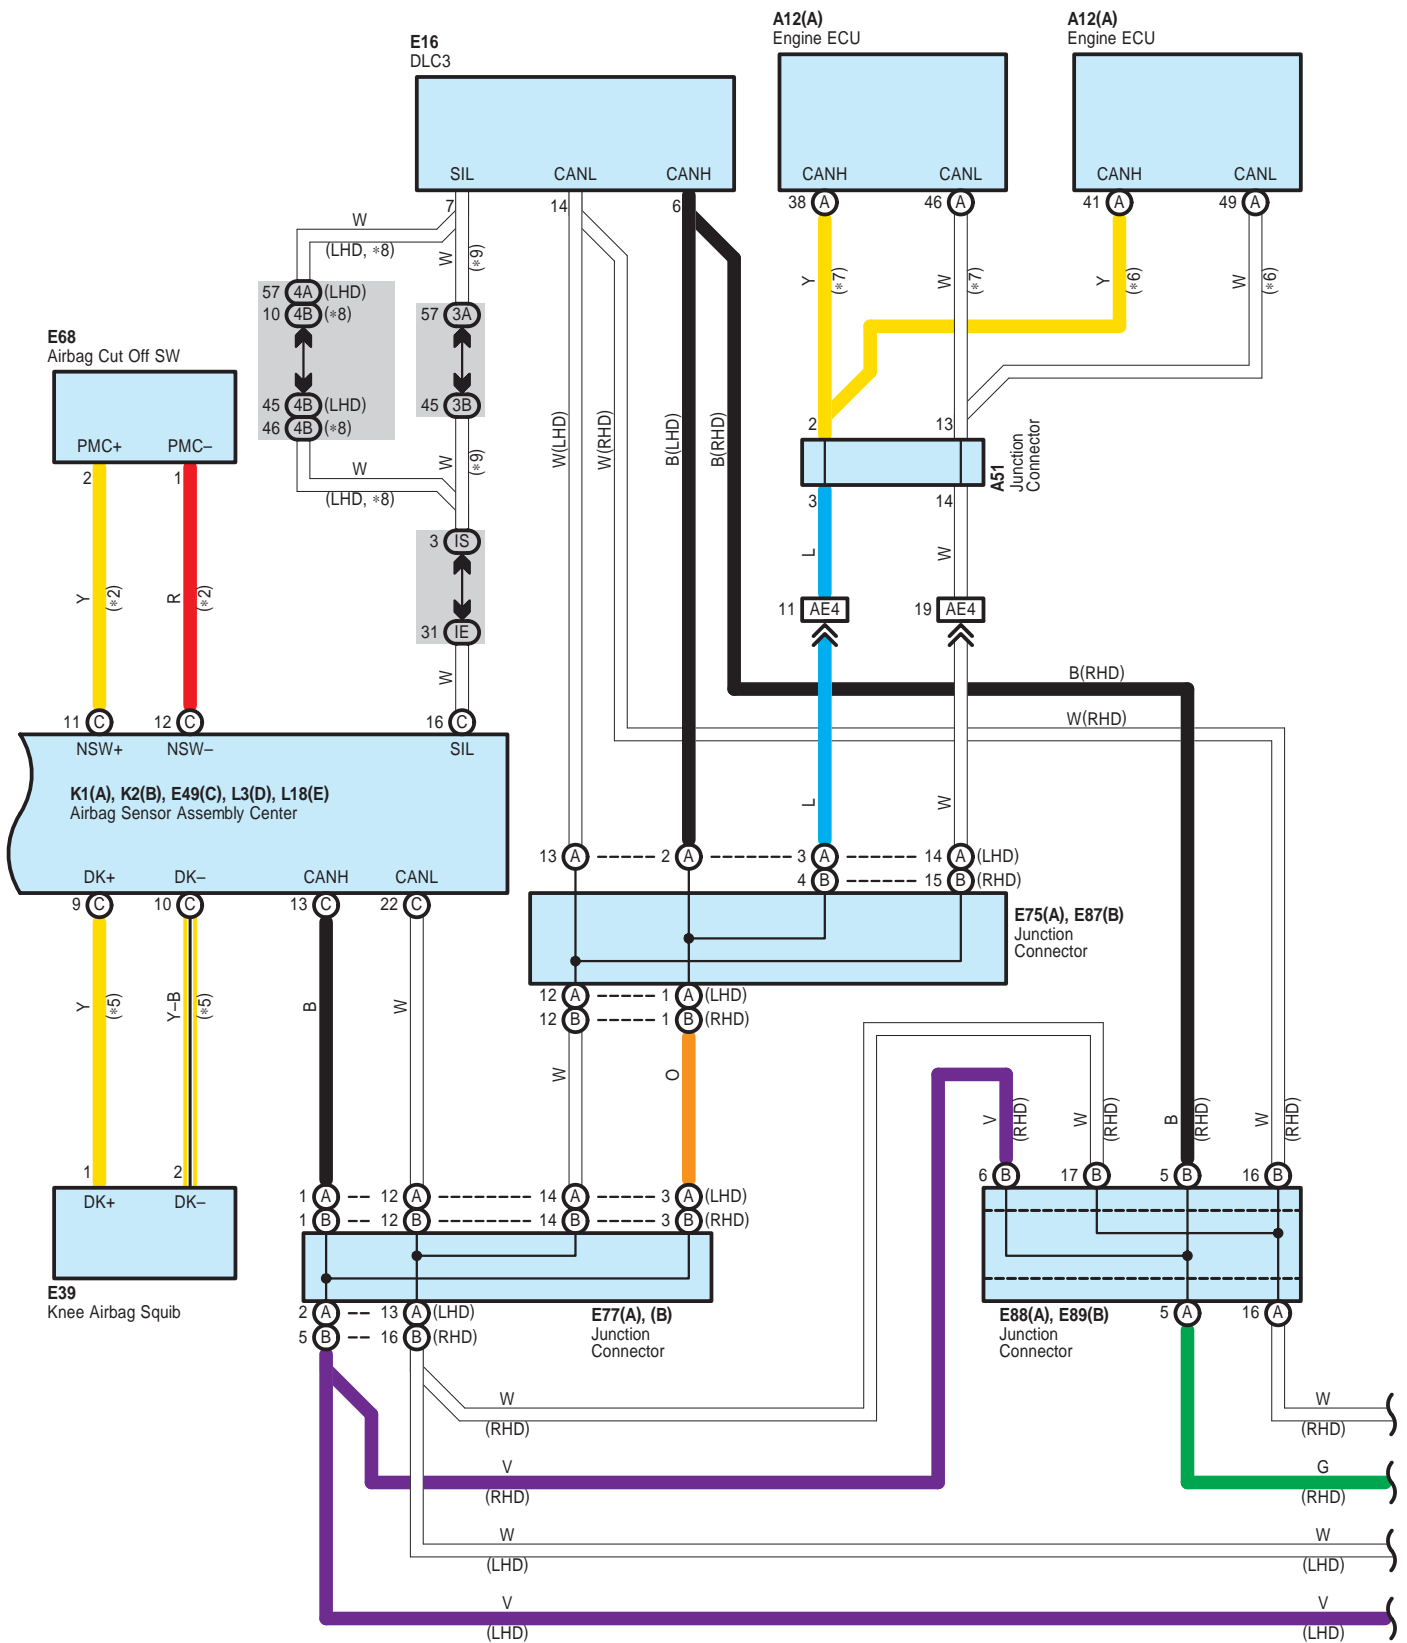 A12(A)
Engine ECU
A12(A)
Engine ECU
E16
DLC3
SIL
CANL
CANH
CANH
CANL
CANH
CANL
7
14
6
38 A
46 A
41 A
49 A
W
(LHD, *8)
W
(*9)
Y
(*7)
W
(*7)
Y
(*6)
W
(*6)
57 4A (LHD)
10 4B (*8)
57 3A
E68
Airbag Cut Off SW
45 4B (LHD)
46 4B (*8)
45 3B
PMC+
PMC–
2
1
W
(LHD, *8)
W
(*9)
W(LHD)
W(RHD)
B(LHD)
B(RHD)
2
13
A51
Junction
Connector
3
14
3 IS
31 IE
L
W
11 AE4
19 AE4
Y
(*2)
R
(*2)
W
B(RHD)
W(RHD)
11 C
12 C
16 C
NSW+
NSW–
SIL
K1(A), K2(B), E49(C), L3(D), L18(E)
Airbag Sensor Assembly Center
L
W
13 A
2 A
3 A
14 A (LHD)
4 B
15 B (RHD)
DK+
DK–
CANH
CANL
9 C
10 C
13 C
22 C
E75(A), E87(B)
Junction
Connector
12 A
1 A (LHD)
12 B
1 B (RHD)
Y
(*5)
Y–B
(*5)
B
W
W
O
V
(RHD)
W
(RHD)
B
(RHD)
W
(RHD)
1
2
DK+
DK–
6 B
17 B
5 B
16 B
1 A
12 A
14 A
3 A (LHD)
1 B
12 B
14 B
3 B (RHD)
E39
Knee Airbag Squib
2 A
13 A (LHD)
5 B
16 B (RHD)
E77(A), (B)
Junction
Connector
E88(A), E89(B)
Junction
Connector
5 A
16 A
W
(RHD)
W
(RHD)
V
(RHD)
G
(RHD)
W
(LHD)
W
(LHD)
V
(LHD)
V
(LHD)